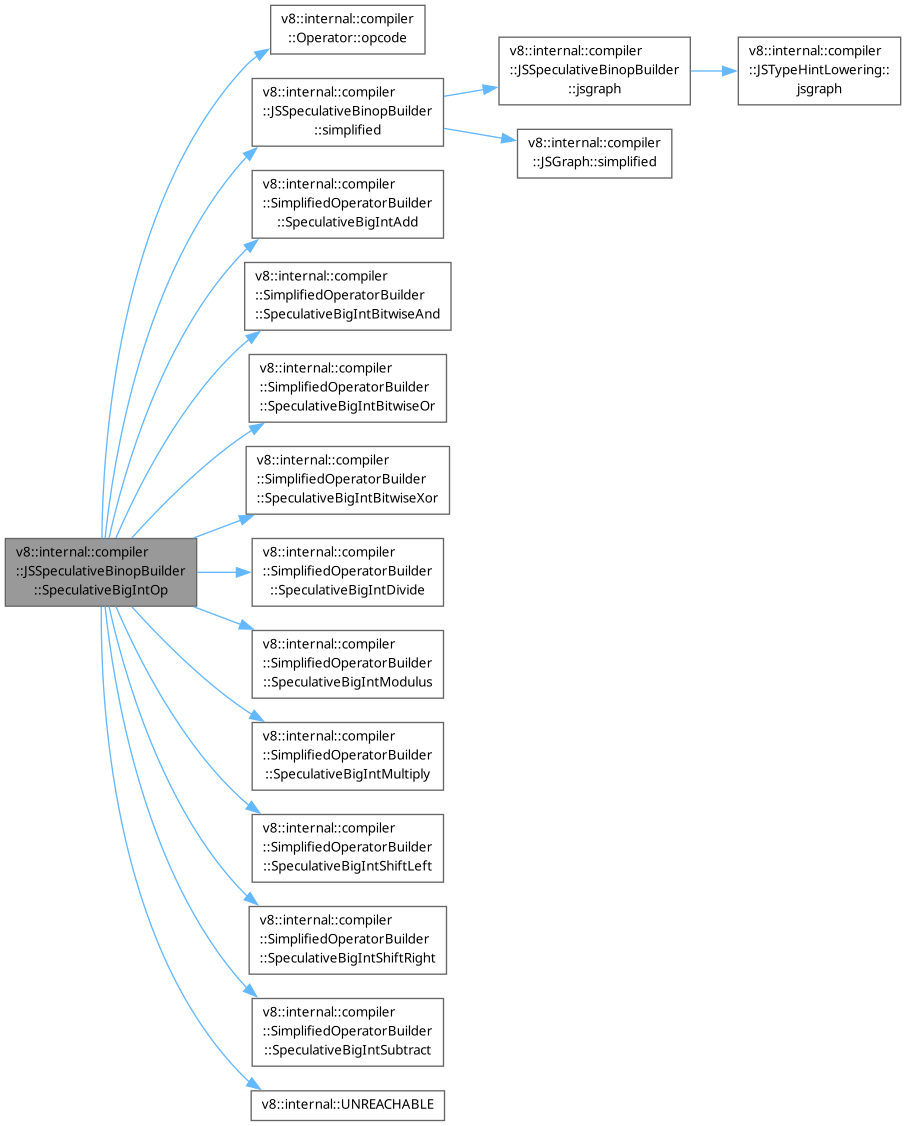 v8::internal::compiler
::Operator::opcode
v8::internal::compiler
::JSSpeculativeBinopBuilder
::simplified
v8::internal::compiler
::JSSpeculativeBinopBuilder
::jsgraph
v8::internal::compiler
::JSTypeHintLowering::
jsgraph
v8::internal::compiler
::JSGraph::simplified
v8::internal::compiler
::SimplifiedOperatorBuilder
::SpeculativeBigIntAdd
v8::internal::compiler
::SimplifiedOperatorBuilder
::SpeculativeBigIntBitwiseAnd
v8::internal::compiler
::SimplifiedOperatorBuilder
::SpeculativeBigIntBitwiseOr
v8::internal::compiler
::SimplifiedOperatorBuilder
::SpeculativeBigIntBitwiseXor
v8::internal::compiler
::JSSpeculativeBinopBuilder
::SpeculativeBigIntOp
v8::internal::compiler
::SimplifiedOperatorBuilder
::SpeculativeBigIntDivide
v8::internal::compiler
::SimplifiedOperatorBuilder
::SpeculativeBigIntModulus
v8::internal::compiler
::SimplifiedOperatorBuilder
::SpeculativeBigIntMultiply
v8::internal::compiler
::SimplifiedOperatorBuilder
::SpeculativeBigIntShiftLeft
v8::internal::compiler
::SimplifiedOperatorBuilder
::SpeculativeBigIntShiftRight
v8::internal::compiler
::SimplifiedOperatorBuilder
::SpeculativeBigIntSubtract
v8::internal::UNREACHABLE